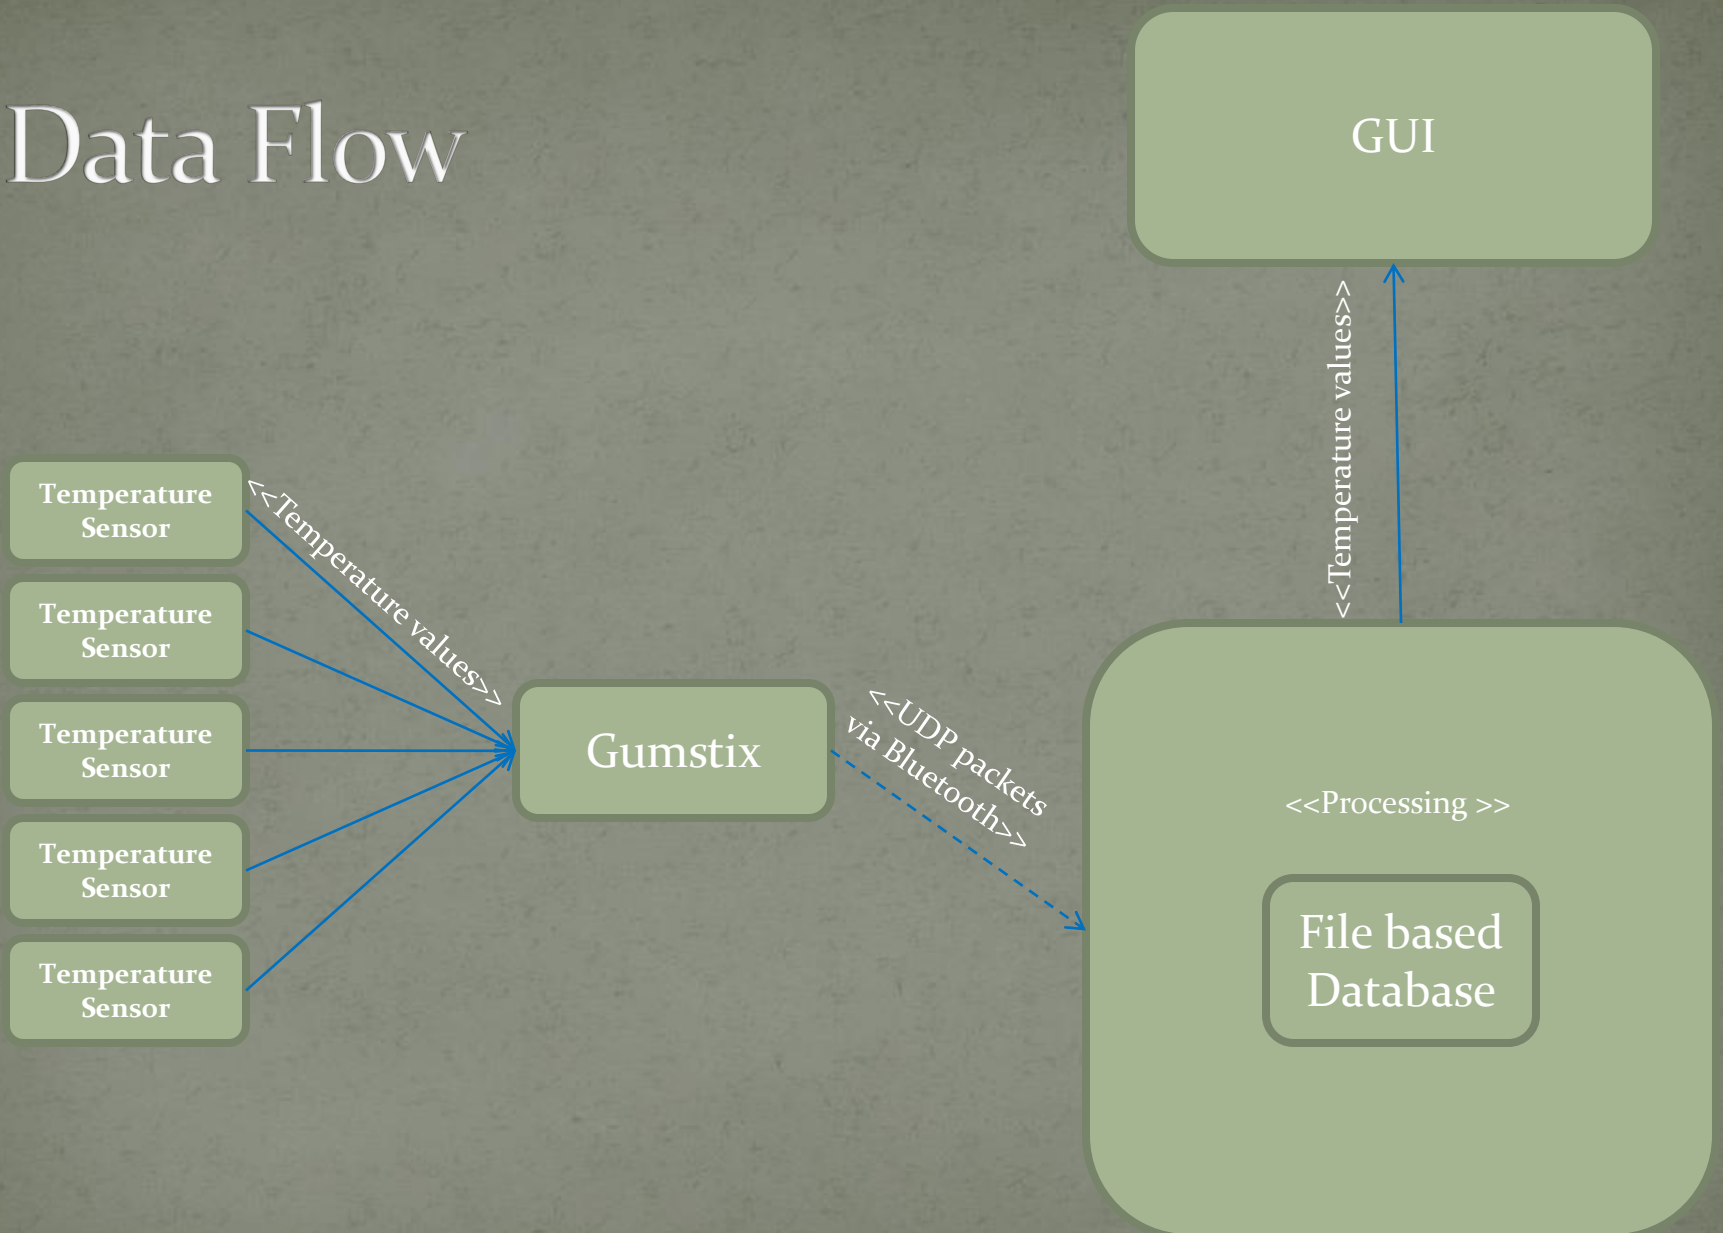 Data Flow
GUI
<<Temperature values>>
Temperature
Sensor
Temperature
Sensor
Temperature
Sensor
Temperature
Sensor
Temperature
Sensor
<<Temperature values>>
Gumstix
<<UDP packets
via Bluetooth>>
<<Processing >>
File based
Database